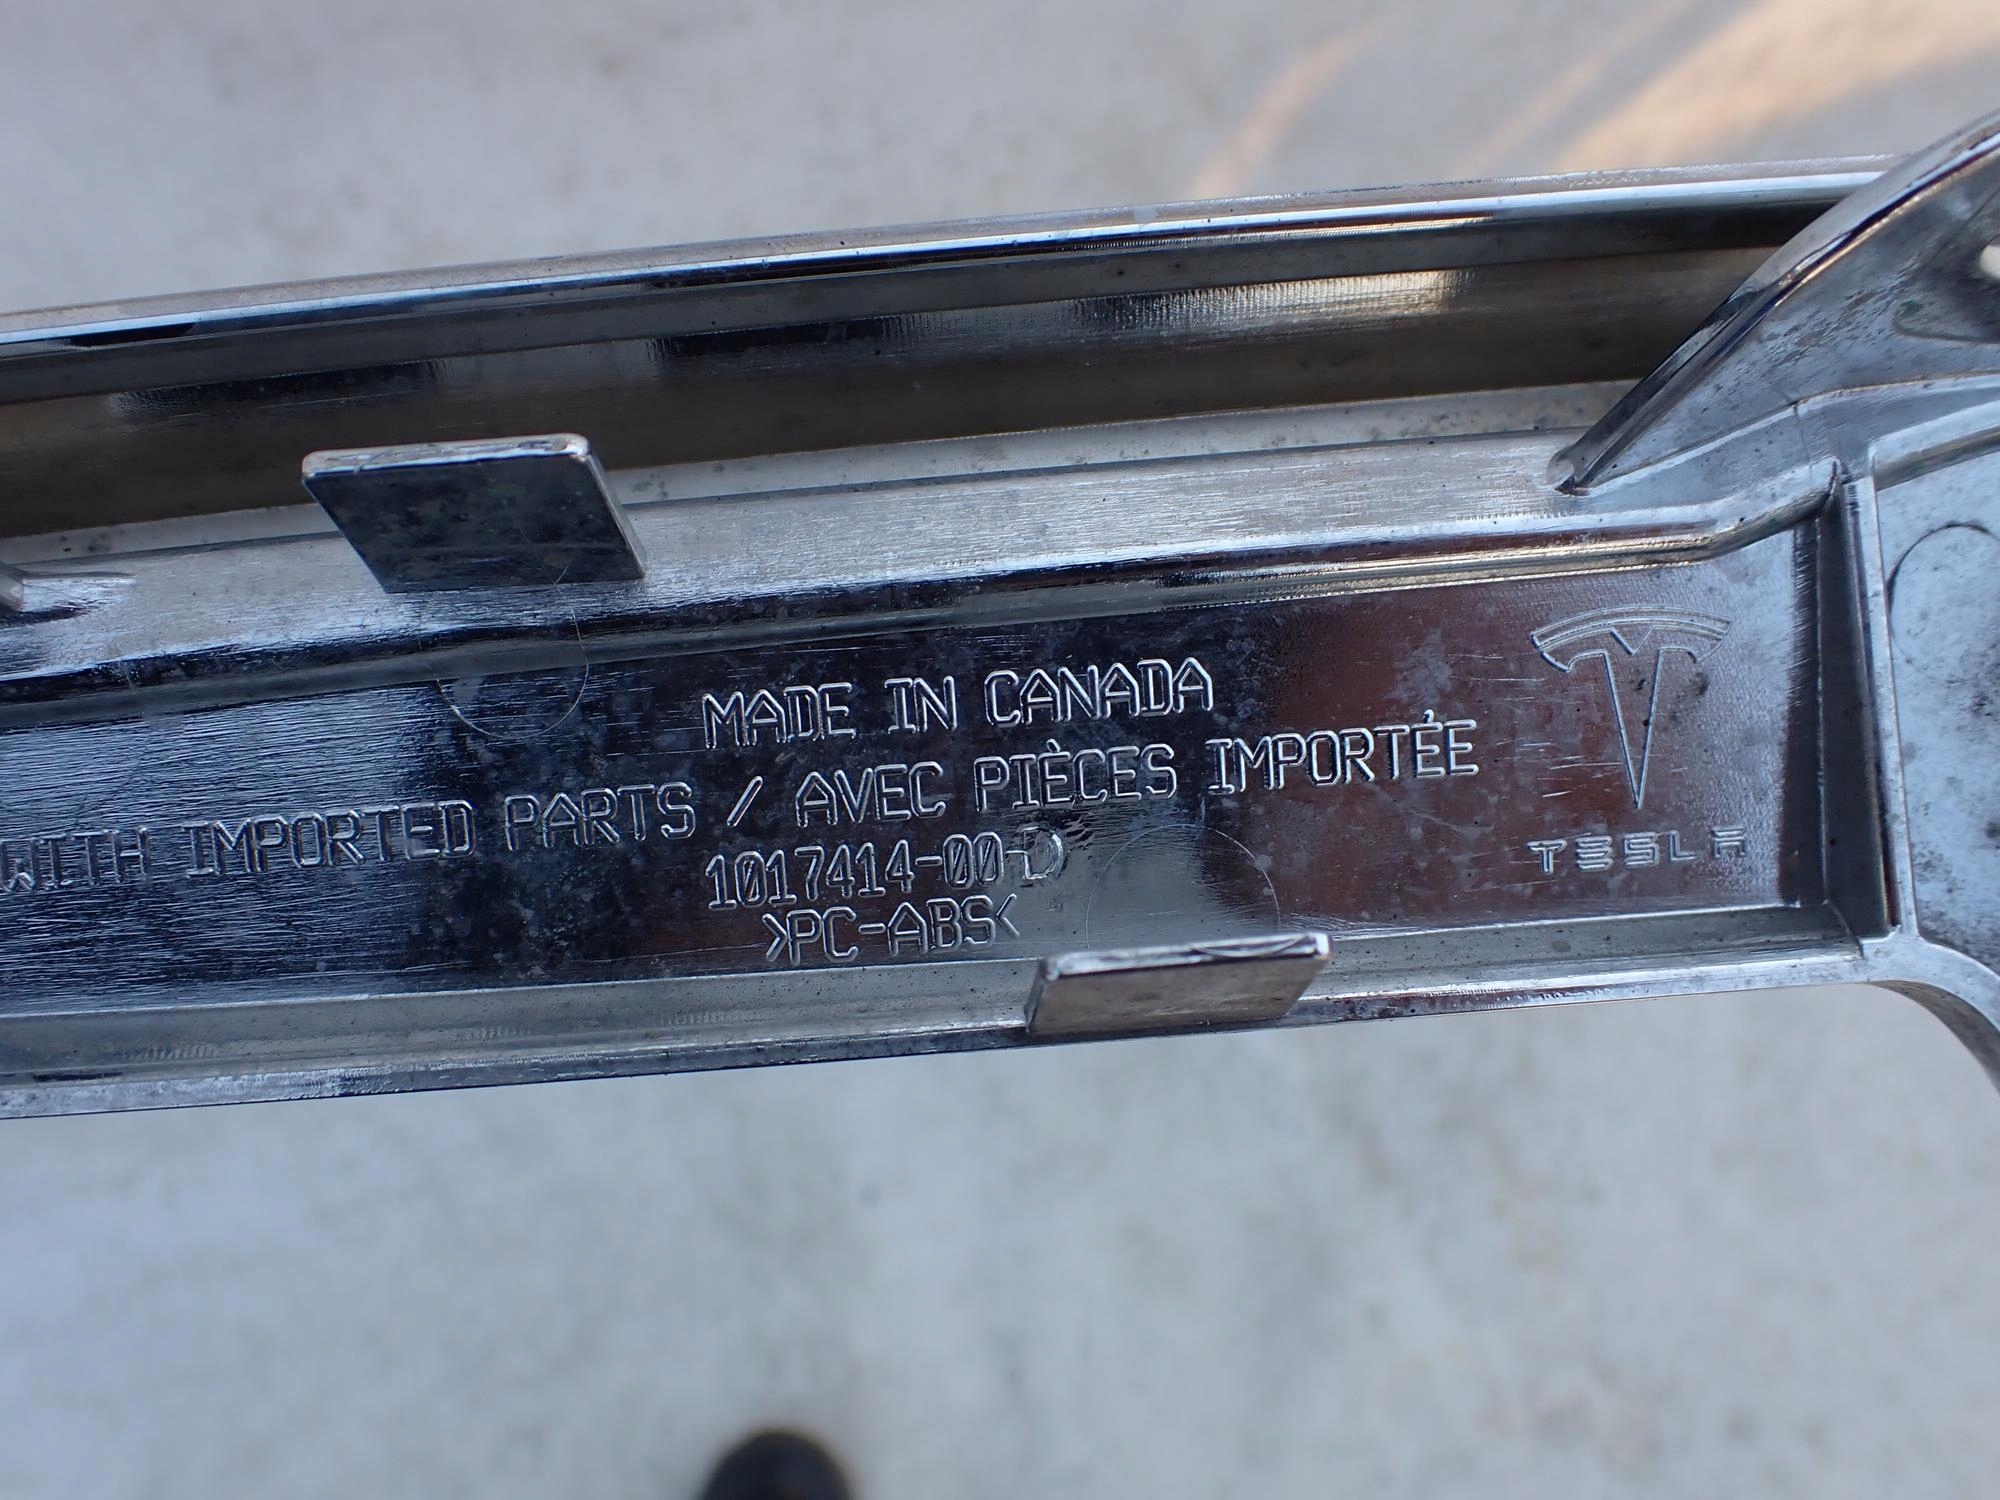 MADE IN CANADA
WITH IMPORTED PARTS / AVEC PIÈCES IMPORTÉE
1017414-00-D
>PC-ABS<
TESLA